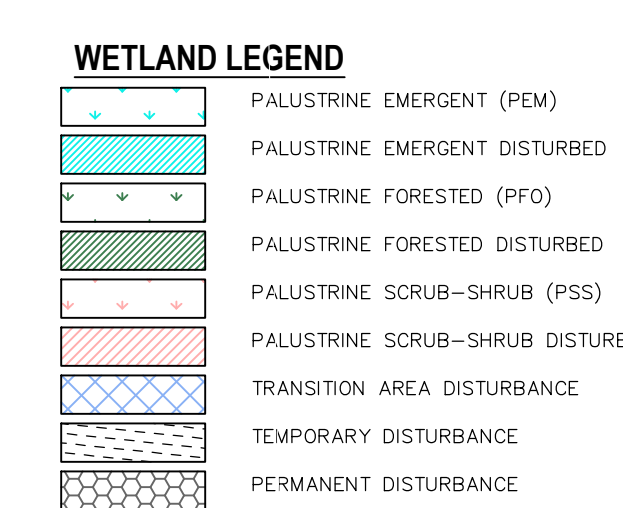 WETLAND LEGEND
PALUSTRINE EMERGENT (PEM)
PALUSTRINE EMERGENT DISTURBED
PALUSTRINE FORESTED (PFO)
PALUSTRINE FORESTED DISTURBED
PALUSTRINE SCRUB-SHRUB (PSS)
PALUSTRINE SCRUB-SHRUB
TRANSITION AREA DISTURBANCE
TEMPORARY DISTURBANCE
PERMANENT DISTURBANCE